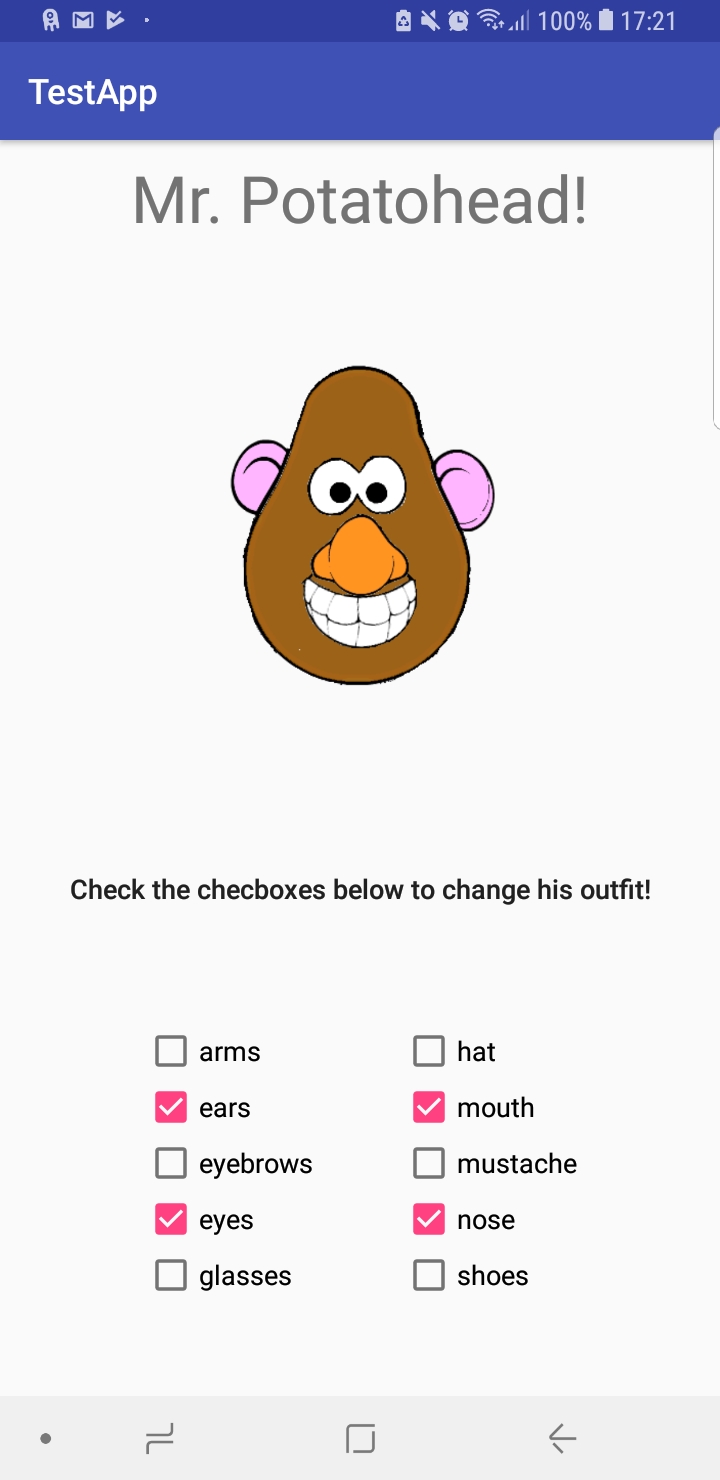 100% 17:21
TestApp
Mr. Potatohead!
Check the checboxes below to change his outfit!
arms
hat
ears
mouth
eyebrows
mustache
eyes
nose
glasses
shoes